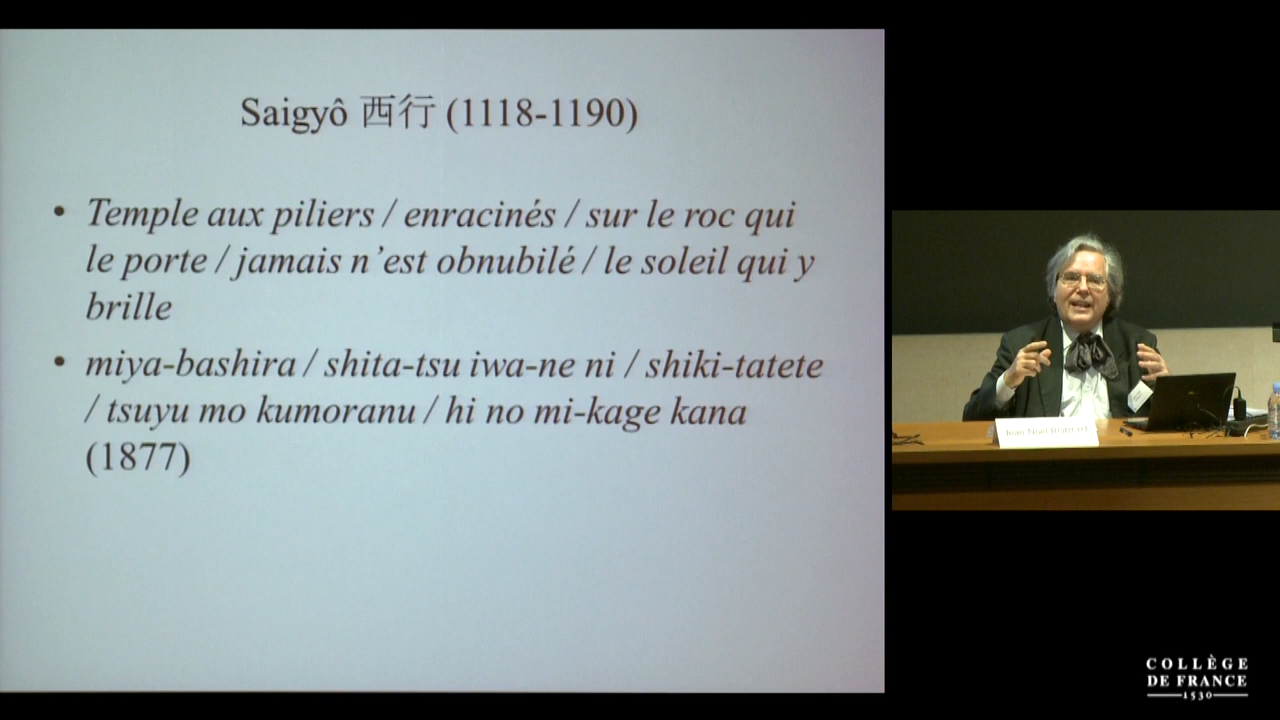 Saigyô 西行 (1118-1190)
• Temple aux piliers / enracinés / sur le roc qui
le porte / jamais n’est obnubilé / le soleil qui y
brille
• miya-bashira / shita-tsu iwa-ne ni / shiki-tatete
/ tsuyu mo kumoranu / hi no mi-kage kana
(1877)
COLLÈGE
DE FRANCE
1530